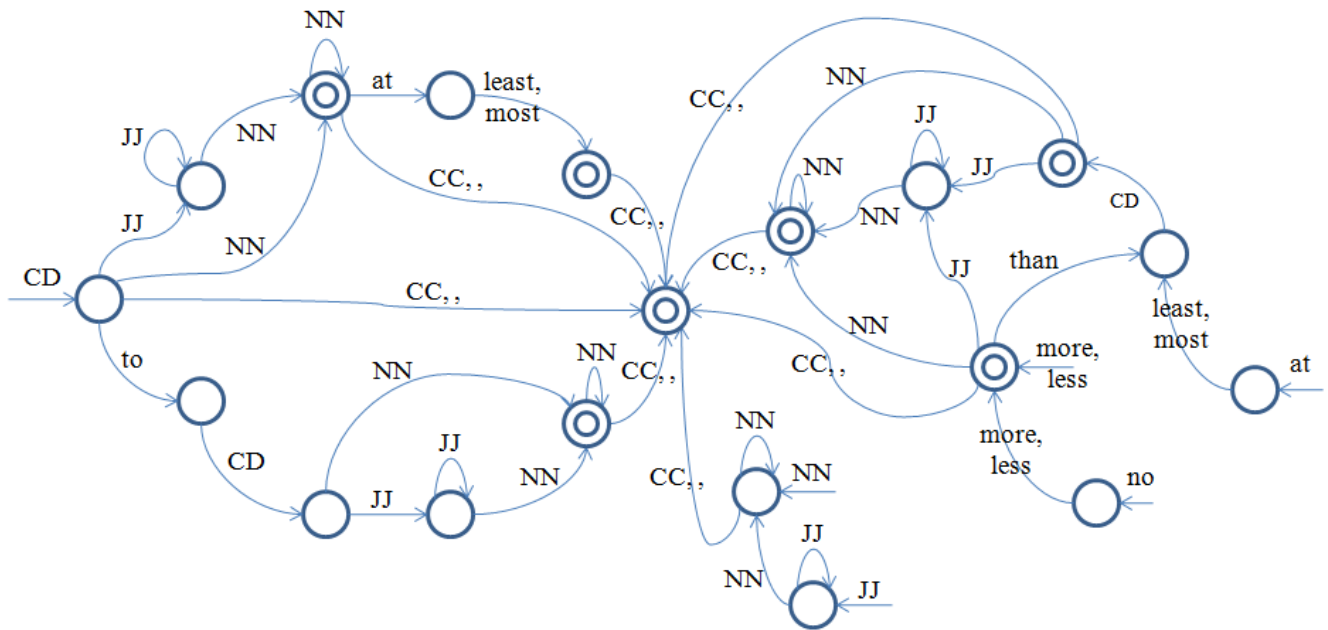 NN
at
least,
most
JJ
NN
JJ
NN
CD
CC, ,
CC, ,
CC, ,
to
CD
NN
JJ
JJ
NN
NN
CC, ,
CC, ,
NN
JJ
NN
JJ
NN
CC, ,
CD
than
JJ
NN
CC, ,
least,
most
more,
less
at
more,
less
no
NN
NN
CC, ,
JJ
NN
JJ